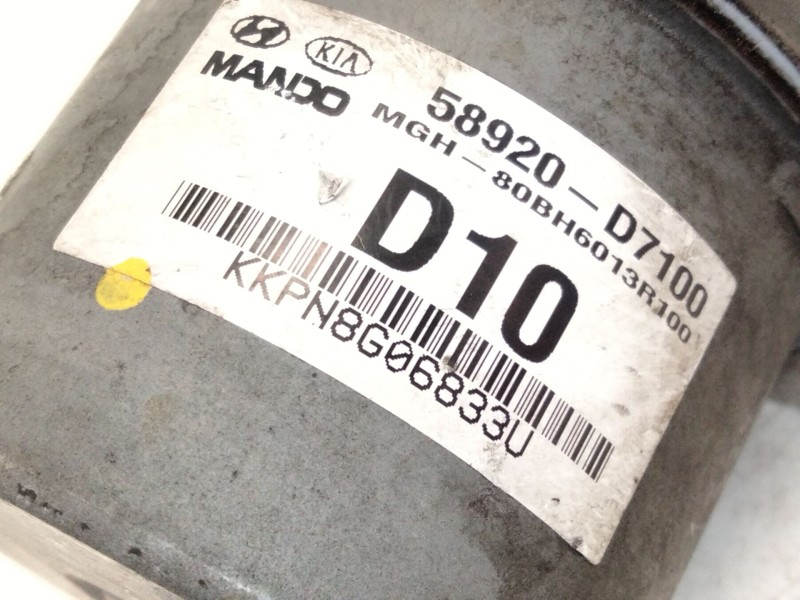 KIA
MANDO
58920-D7100
MGH-80BH6013R100
D10
KKPN8G06833U